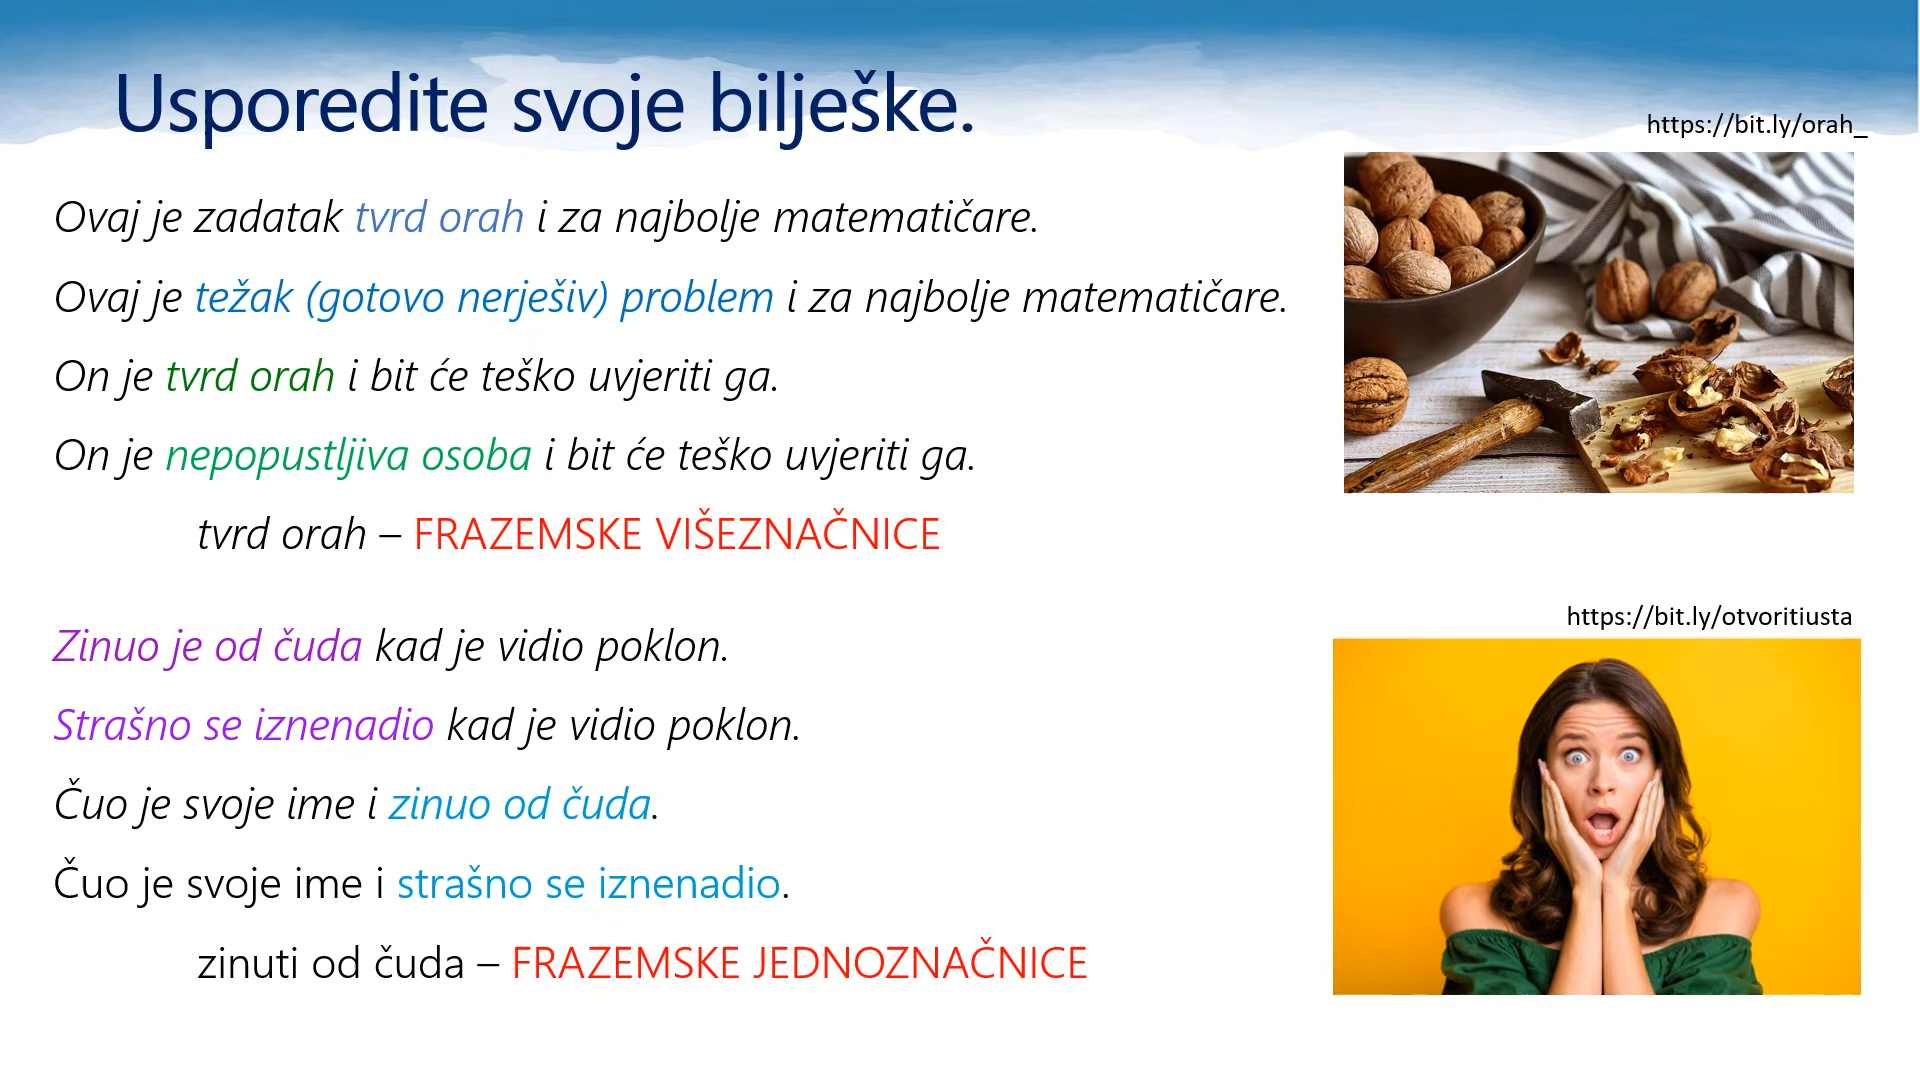 Usporedite svoje bilješke.
https://bit.ly/orah_
Ovaj je zadatak tvrd orah i za najbolje matematičare.
Ovaj je težak (gotovo nerješiv) problem i za najbolje matematičare.
On je tvrd orah i bit će teško uvjeriti ga.
On je nepopustljiva osoba i bit će teško uvjeriti ga.
tvrd orah – FRAZEMSKE VIŠEZNAČNICE
https://bit.ly/otvoritiusta
Zinuo je od čuda kad je vidio poklon.
Strašno se iznenadio kad je vidio poklon.
Čuo je svoje ime i zinuo od čuda.
Čuo je svoje ime i strašno se iznenadio.
zinuti od čuda – FRAZEMSKE JEDNOZNAČNICE